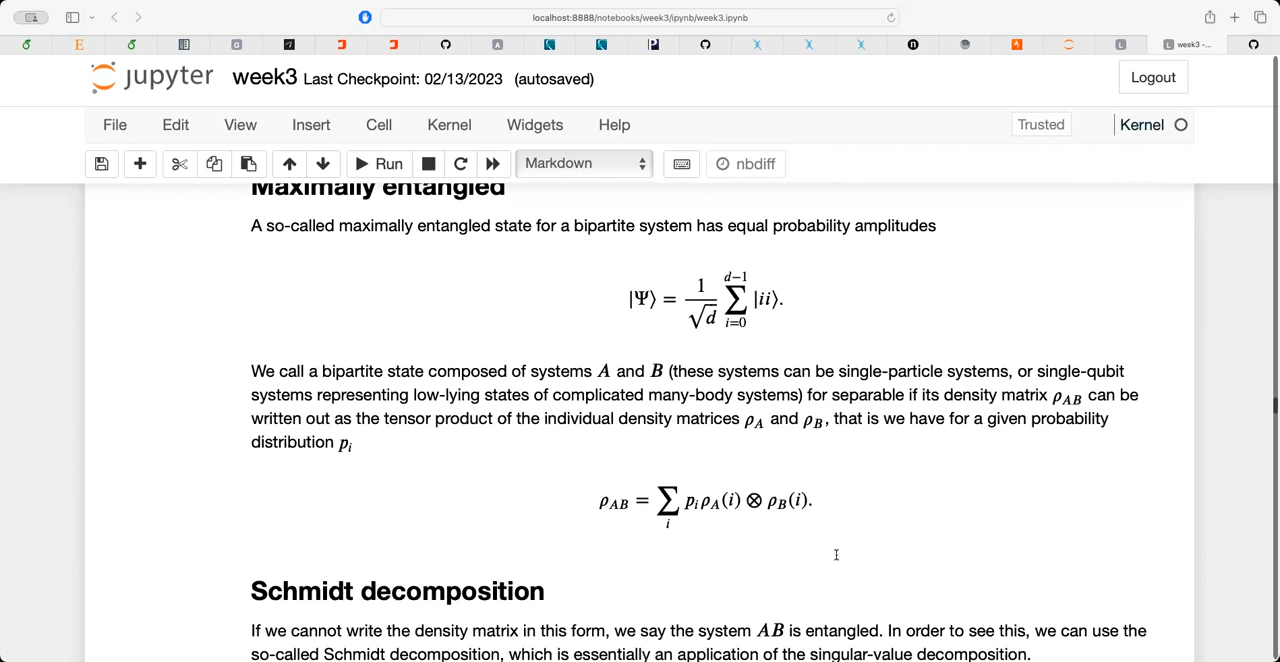 localhost:8888/notebooks/week3/ipynb/week3.ipynb
week3 -...
jupyter week3 Last Checkpoint: 02/13/2023 (autosaved)
Logout
File Edit View Insert Cell Kernel Widgets Help
Trusted
Kernel
Run
Markdown
nbdiff
Maximally entangled
A so-called maximally entangled state for a bipartite system has equal probability amplitudes
|Ψ⟩ = 1/√d ∑_{i=0}^{d−1} |ii⟩.
We call a bipartite state composed of systems A and B (these systems can be single-particle systems, or single-qubit
systems representing low-lying states of complicated many-body systems) for separable if its density matrix ρ_{AB} can be
written out as the tensor product of the individual density matrices ρ_A and ρ_B, that is we have for a given probability
distribution p_i
ρ_{AB} = ∑_i p_i ρ_A(i) ⊗ ρ_B(i).
Schmidt decomposition
If we cannot write the density matrix in this form, we say the system AB is entangled. In order to see this, we can use the
so-called Schmidt decomposition, which is essentially an application of the singular-value decomposition.